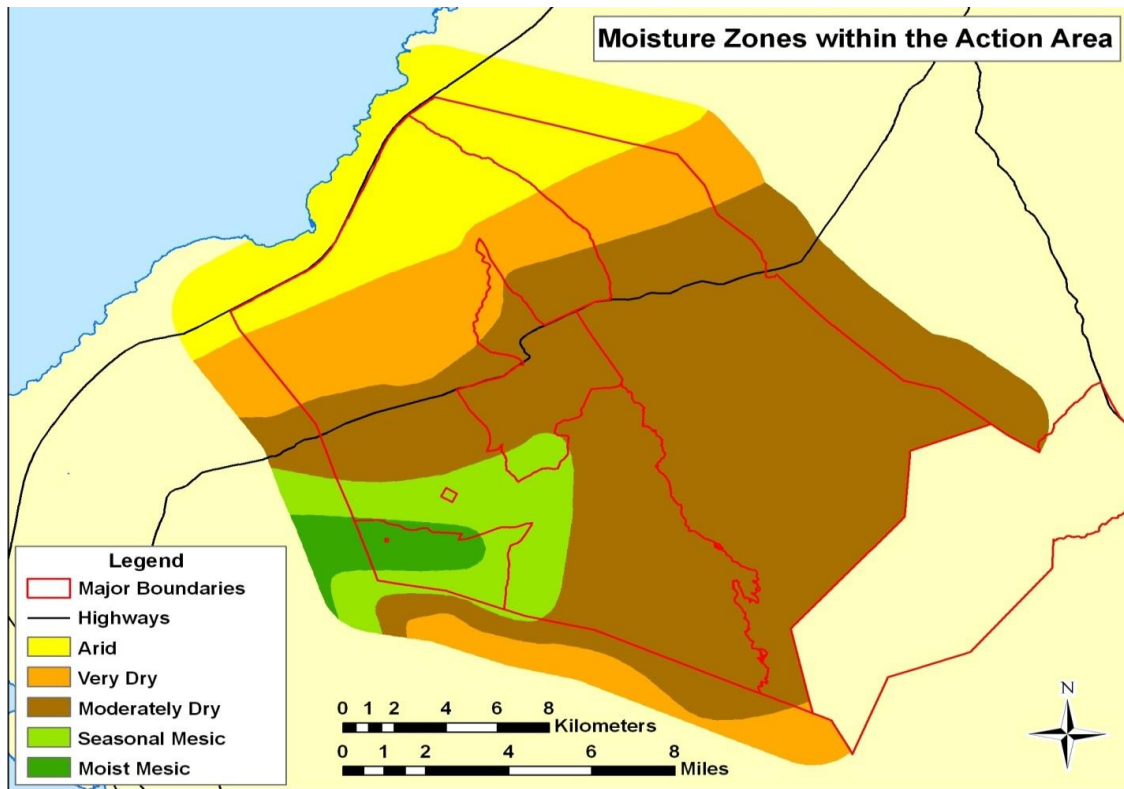 Moisture Zones within the Action Area
Legend
Major Boundaries
Highways
Arid
Very Dry
Moderately Dry
Seasonal Mesic
Moist Mesic
0 1 2 4 6 8
Kilometers
0 1 2 4 6 8
Miles
N